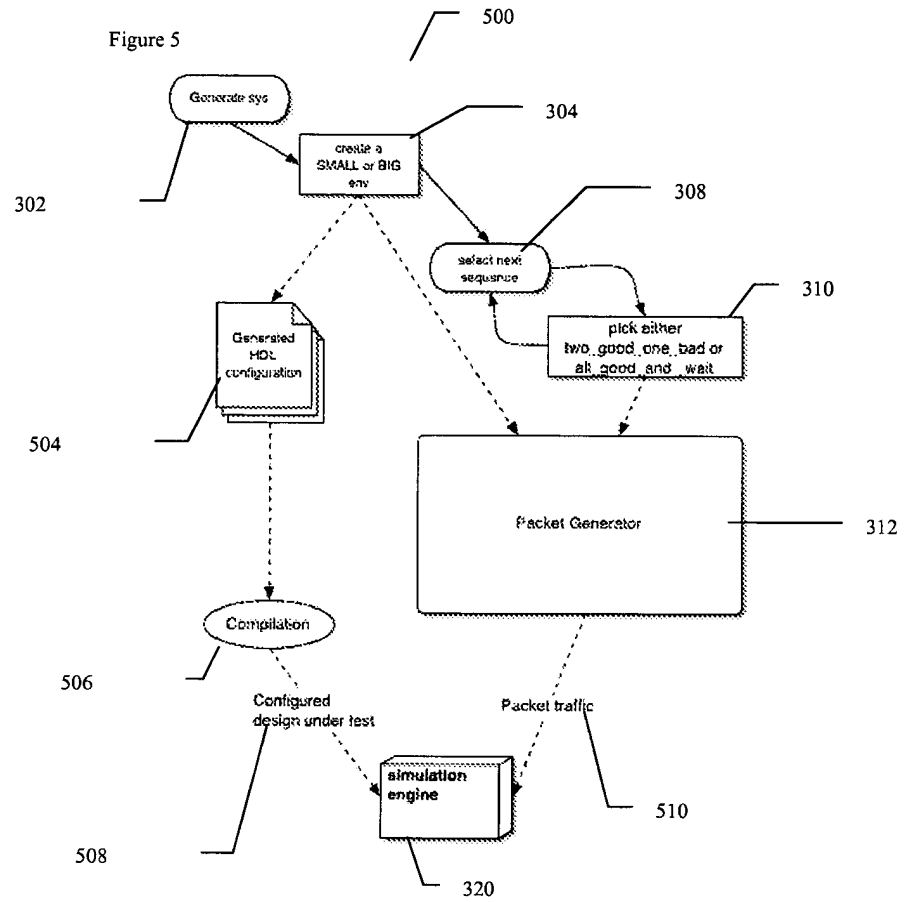 Figure 5
500
Generate sys
304
create a
SMALL or BIG
env
302
308
select next
sequence
310
pick either
two_good_one_bad or
all_good_and_wait
Generated
HDL
configuration
504
Packet Generator
312
Compilation
506
Configured
design under test
Packet traffic
simulation
engine
510
508
320